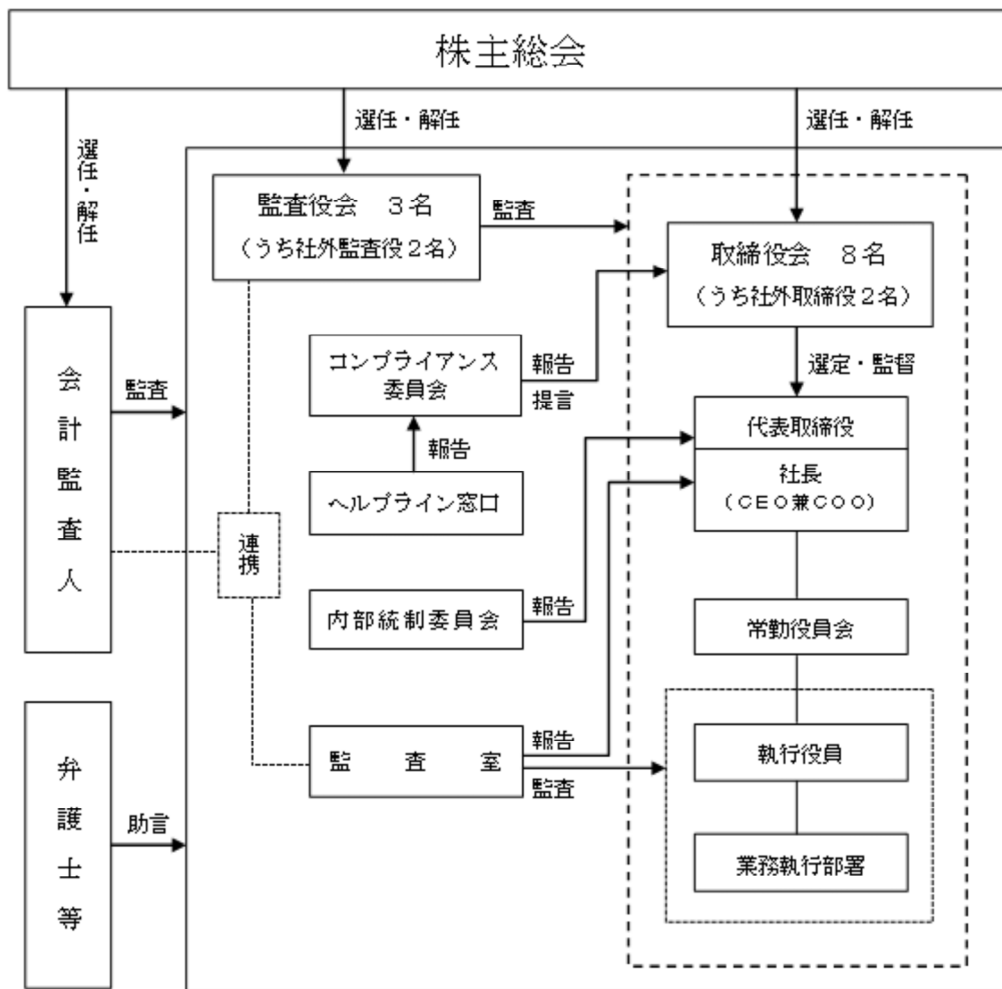 株主総会
選任・解任
選任・解任
選任・解任
監査役会　３名
（うち社外監査役２名）
監査
取締役会　８名
（うち社外取締役２名）
コンプライアンス
委員会
報告
提言
選定・監督
会計監査人
監査
代表取締役
報告
社長
（ＣＥＯ兼ＣＯＯ）
ヘルプライン窓口
連携
内部統制委員会
報告
常勤役員会
監　査　室
報告
監査
執行役員
弁護士等
助言
業務執行部署